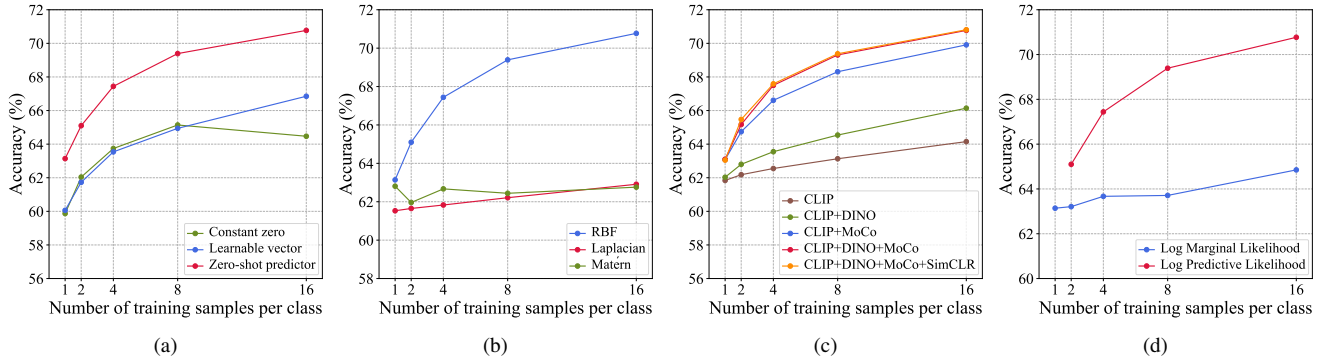 72
70
68
66
64
62
60
58
56
Accuracy (%)
1 2 4 8 16
Number of training samples per class
Constant zero
Learnable vector
Zero-shot predictor
(a)
72
70
68
66
64
62
60
58
Accuracy (%)
1 2 4 8 16
Number of training samples per class
RBF
Laplacian
Matérn
(b)
72
70
68
66
64
62
60
58
56
Accuracy (%)
1 2 4 8 16
Number of training samples per class
CLIP
CLIP+DINO
CLIP+MoCo
CLIP+DINO+MoCo
CLIP+DINO+MoCo+SimCLR
(c)
72
70
68
66
64
62
60
Accuracy (%)
1 2 4 8 16
Number of training samples per class
Log Marginal Likelihood
Log Predictive Likelihood
(d)